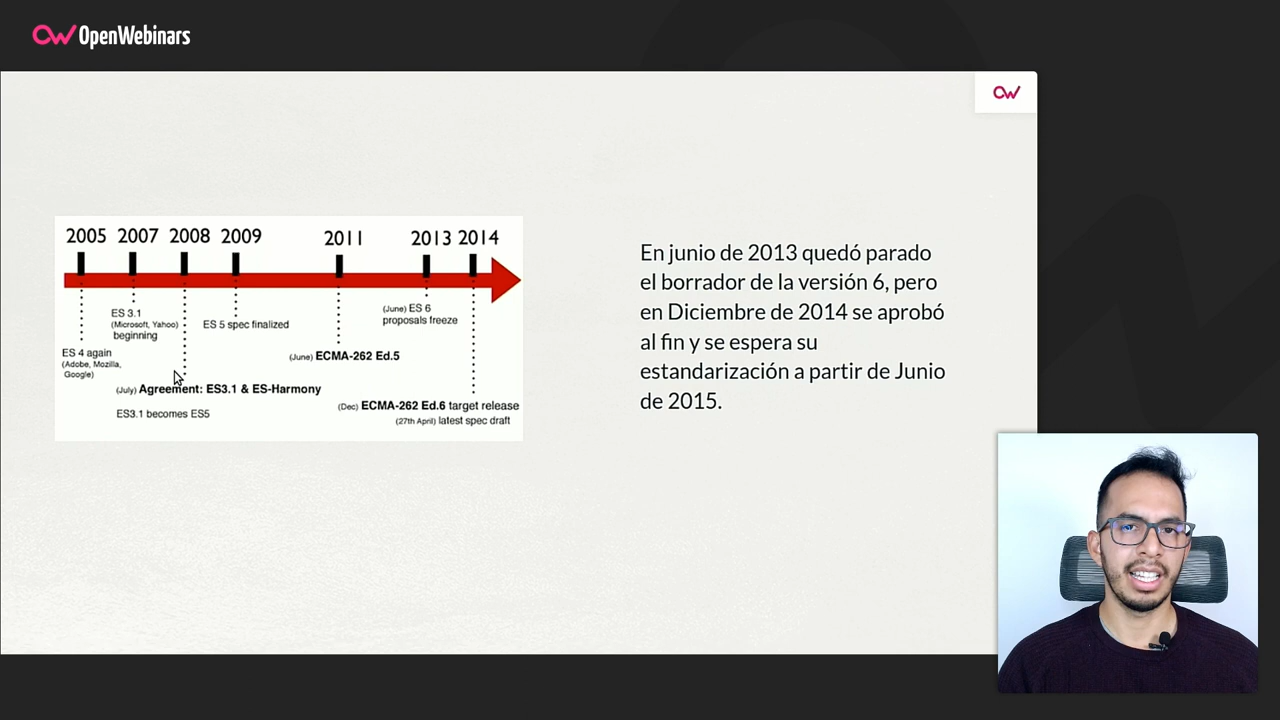 OpenWebinars
2005 2007 2008 2009 2011 2013 2014
ES 3.1
(Microsoft, Yahoo)
beginning
ES 5 spec finalized
(June) ES 6
proposals freeze
ES 4 again
(Adobe, Mozilla,
Google)
(June) ECMA-262 Ed.5
(July) Agreement: ES3.1 & ES-Harmony
ES3.1 becomes ES5
(Dec) ECMA-262 Ed.6 target release
(27th April) latest spec draft
En junio de 2013 quedó parado
el borrador de la versión 6, pero
en Diciembre de 2014 se aprobó
al fin y se espera su
estandarización a partir de Junio
de 2015.